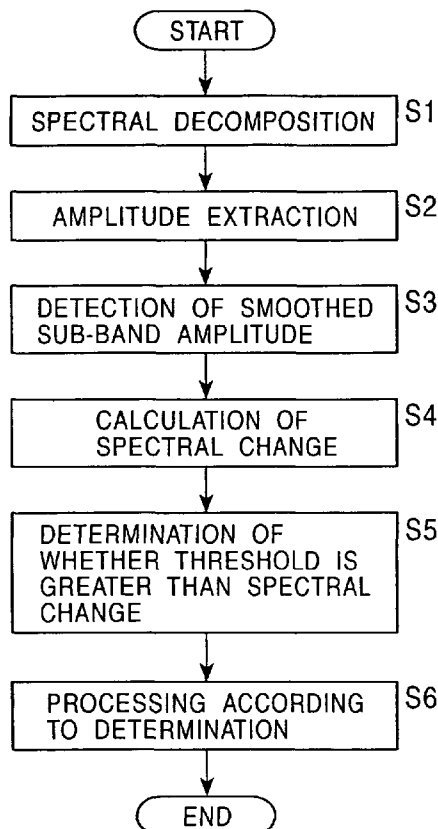 START
SPECTRAL DECOMPOSITION S1
AMPLITUDE EXTRACTION S2
DETECTION OF SMOOTHED
SUB-BAND AMPLITUDE S3
CALCULATION OF
SPECTRAL CHANGE S4
DETERMINATION OF
WHETHER THRESHOLD IS
GREATER THAN SPECTRAL
CHANGE S5
PROCESSING ACCORDING
TO DETERMINATION S6
END